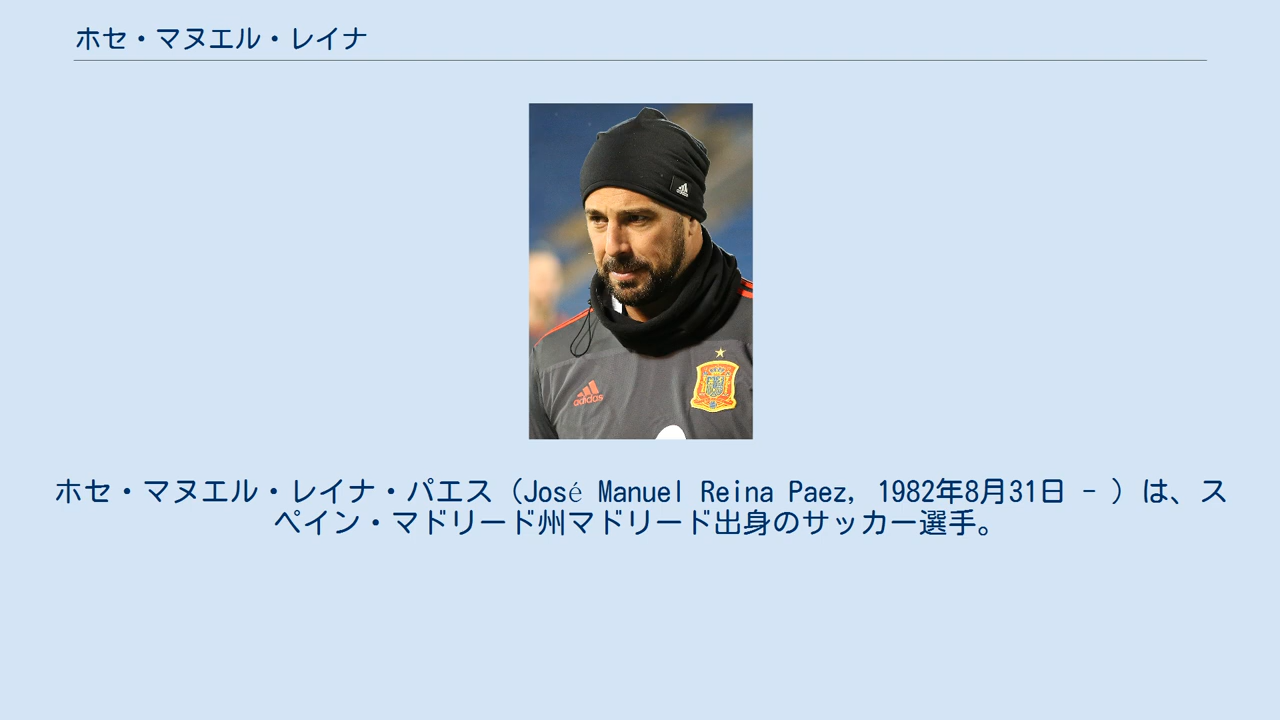 ホセ・マヌエル・レイナ
adidas
ホセ・マヌエル・レイナ・パエス（José Manuel Reina Paez, 1982年8月31日 - ）は、ス
ペイン・マドリード州マドリード出身のサッカー選手。